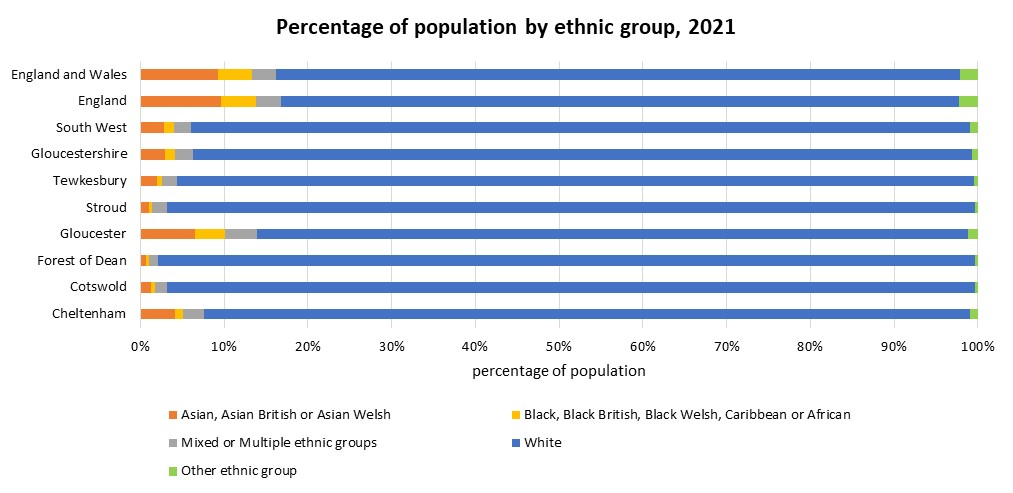 Percentage of population by ethnic group, 2021
England and Wales
England
South West
Gloucestershire
Tewkesbury
Stroud
Gloucester
Forest of Dean
Cotswold
Cheltenham
0% 10% 20% 30% 40% 50% 60% 70% 80% 90% 100%
percentage of population
Asian, Asian British or Asian Welsh
Black, Black British, Black Welsh, Caribbean or African
Mixed or Multiple ethnic groups
White
Other ethnic group